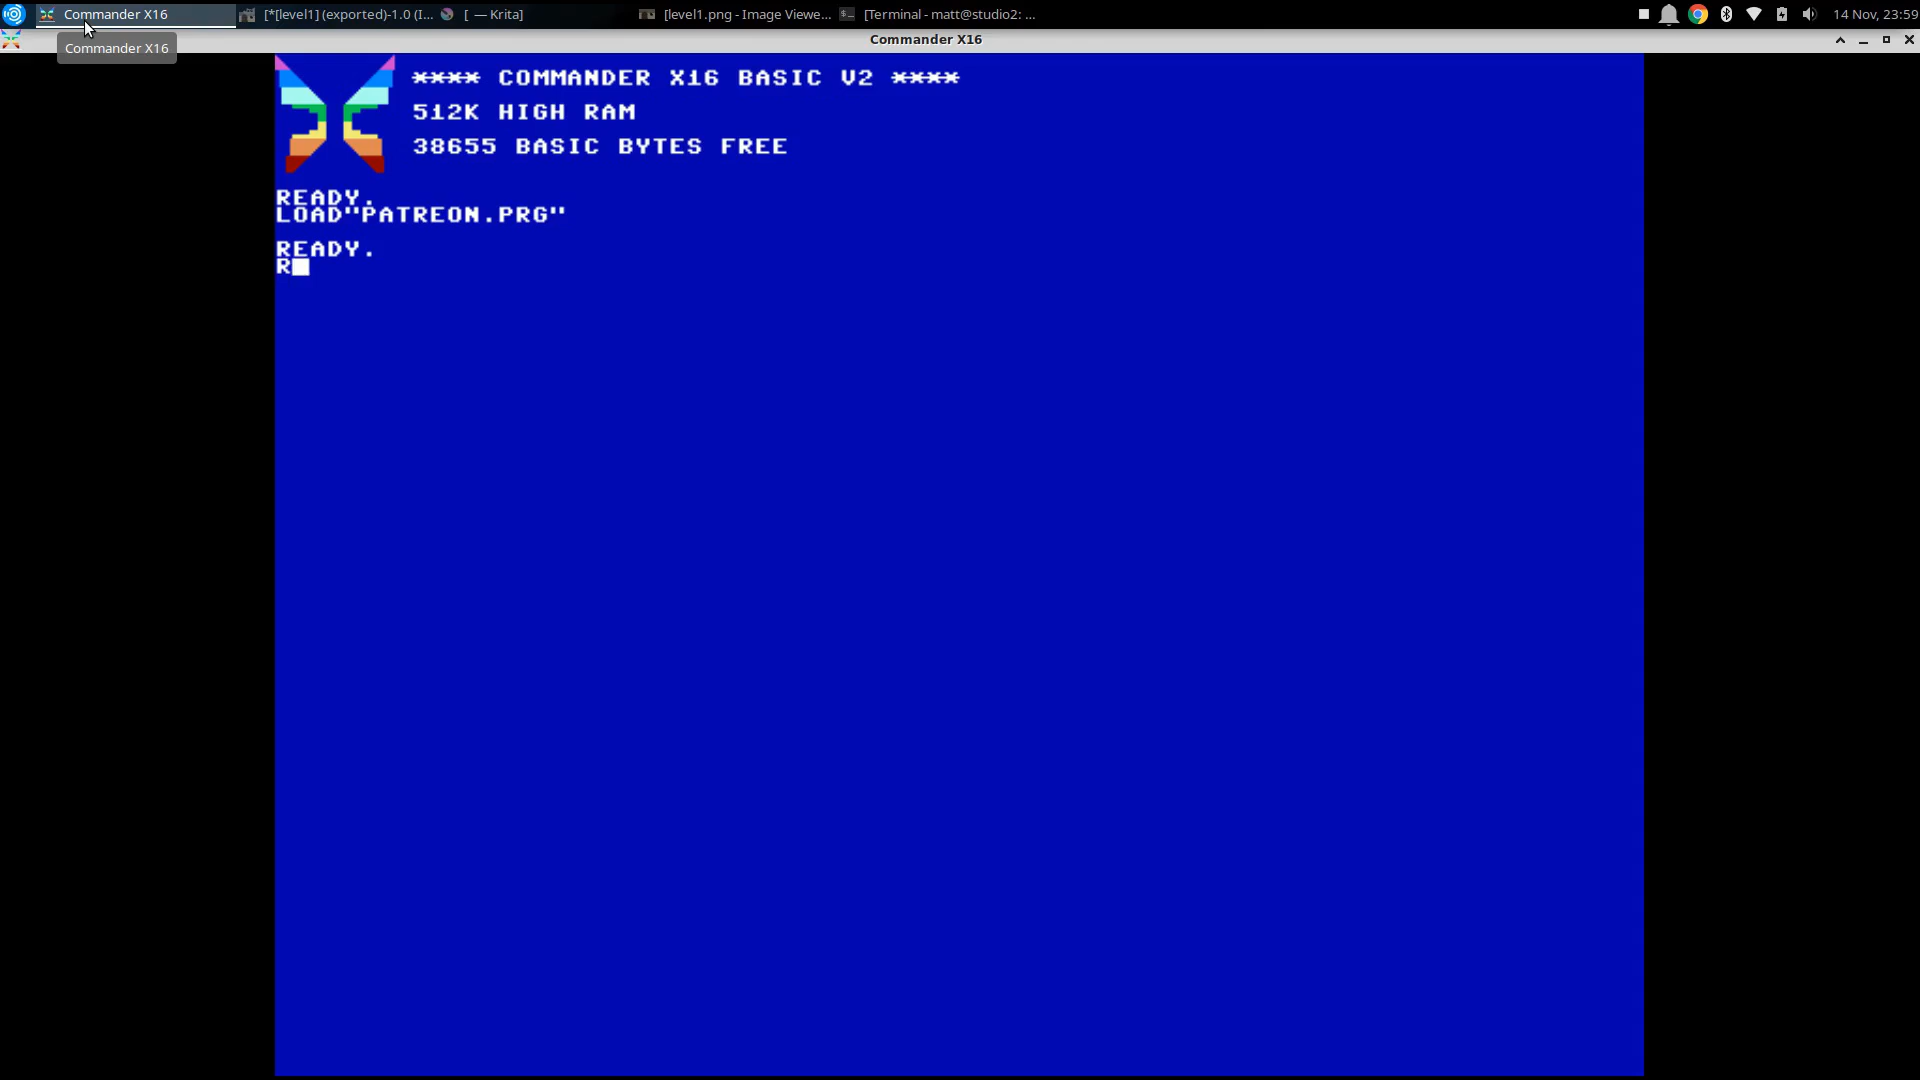 Commander X16
[*[level1] (exported)-1.0 (I...
[ — Krita]
[level1.png - Image Viewe...
[Terminal - matt@studio2: ...
14 Nov, 23:59
Commander X16
Commander X16
**** COMMANDER X16 BASIC V2 ****
512K HIGH RAM
38655 BASIC BYTES FREE
READY.
LOAD"PATREON.PRG"
READY.
R